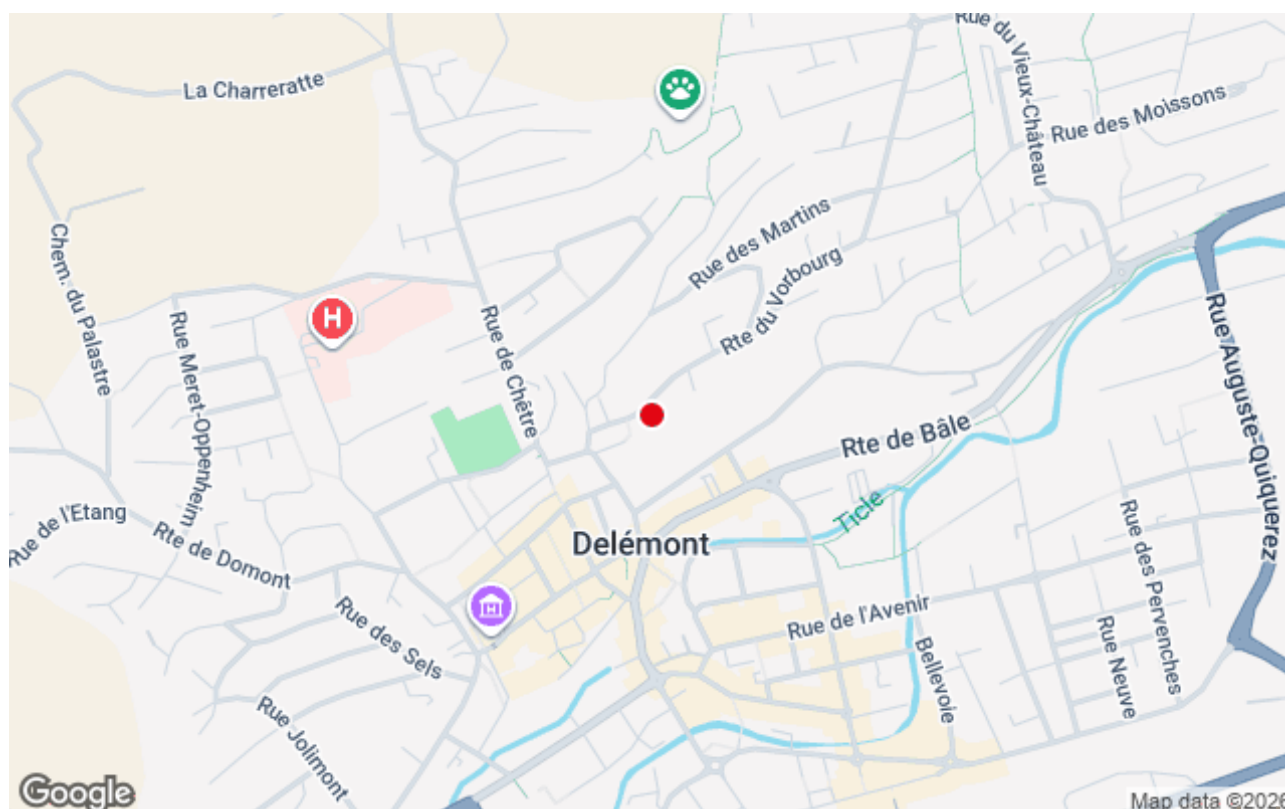 La Charreratte
Rue du Vieux-Château
Rue des Moissons
Rue des Martins
Chem. du Palastre
Rte du Vorbourg
H
Rue Meret-Oppenheim
Rue de Chêtre
Rue Auguste-Quiquerez
Rte de Bâle
Rue de l'Etang
Ticle
Delémont
Rte de Domont
Rue des Pervenches
Rue de l'Avenir
Rue des Sels
Rue Neuve
Bellevoie
Rue Jolimont
Google
Map data ©2026